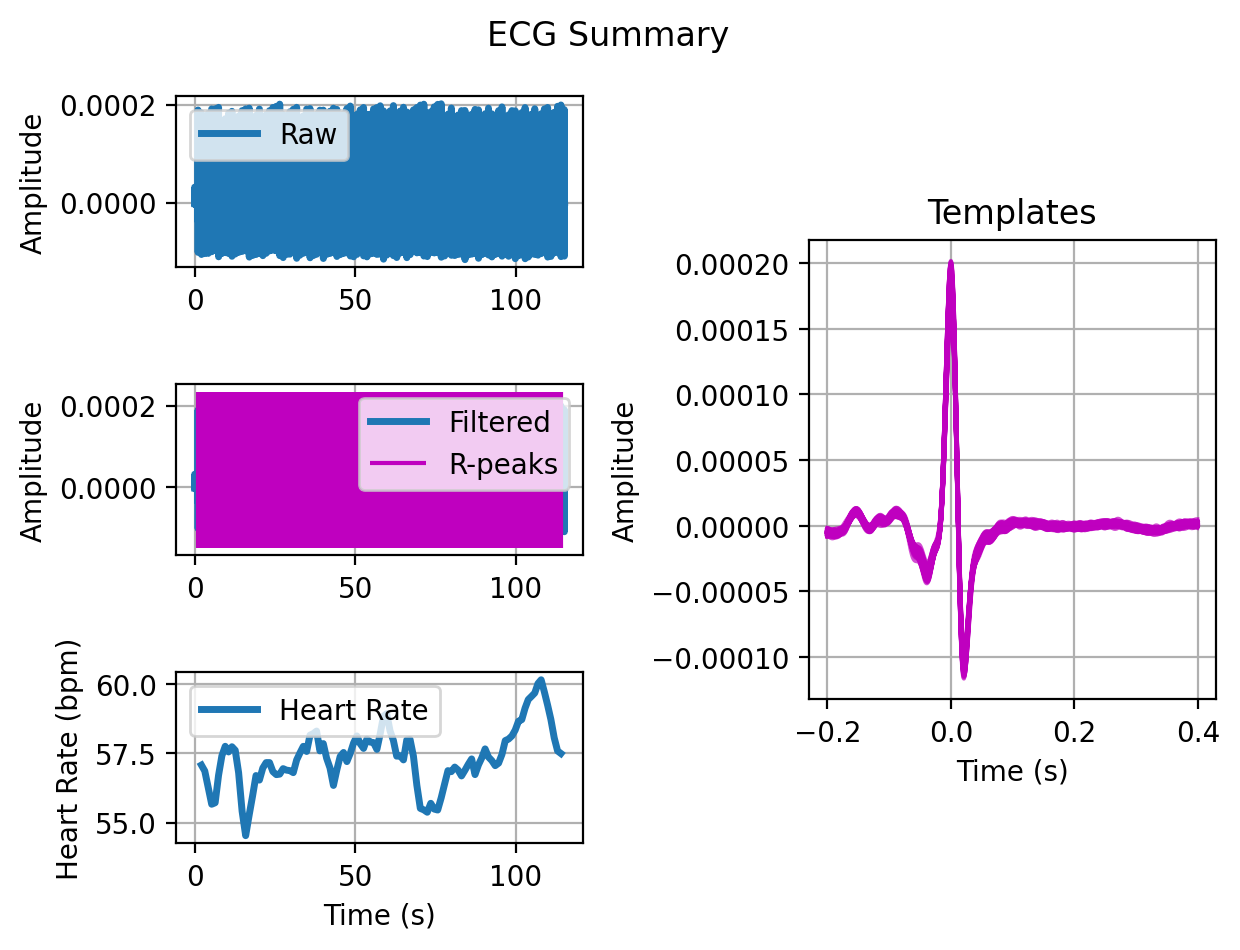 ECG Summary
Amplitude
0.0002
0.0000
Raw
0
50
100
Amplitude
0.0002
0.0000
Filtered
R-peaks
0
50
100
Heart Rate (bpm)
60.0
57.5
55.0
Heart Rate
0
50
100
Time (s)
Templates
Amplitude
0.00020
0.00015
0.00010
0.00005
0.00000
−0.00005
−0.00010
−0.2
0.0
0.2
0.4
Time (s)